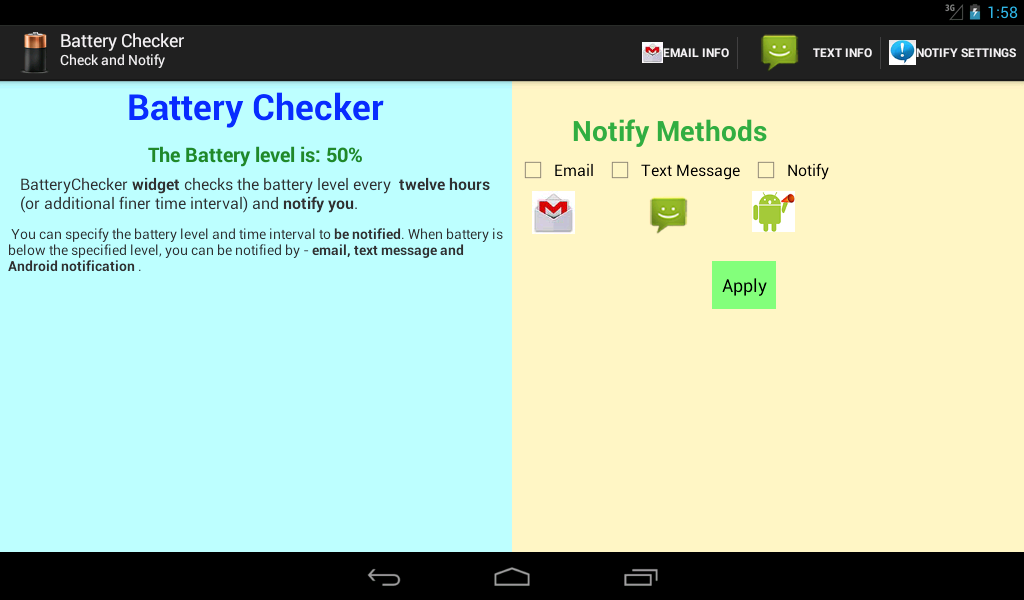 3G 1:58
Battery Checker
Check and Notify
EMAIL INFO
TEXT INFO
NOTIFY SETTINGS
Battery Checker
The Battery level is: 50%
BatteryChecker widget checks the battery level every twelve hours
(or additional finer time interval) and notify you.
You can specify the battery level and time interval to be notified. When battery is
below the specified level, you can be notified by - email, text message and
Android notification .
Notify Methods
Email Text Message Notify
Apply